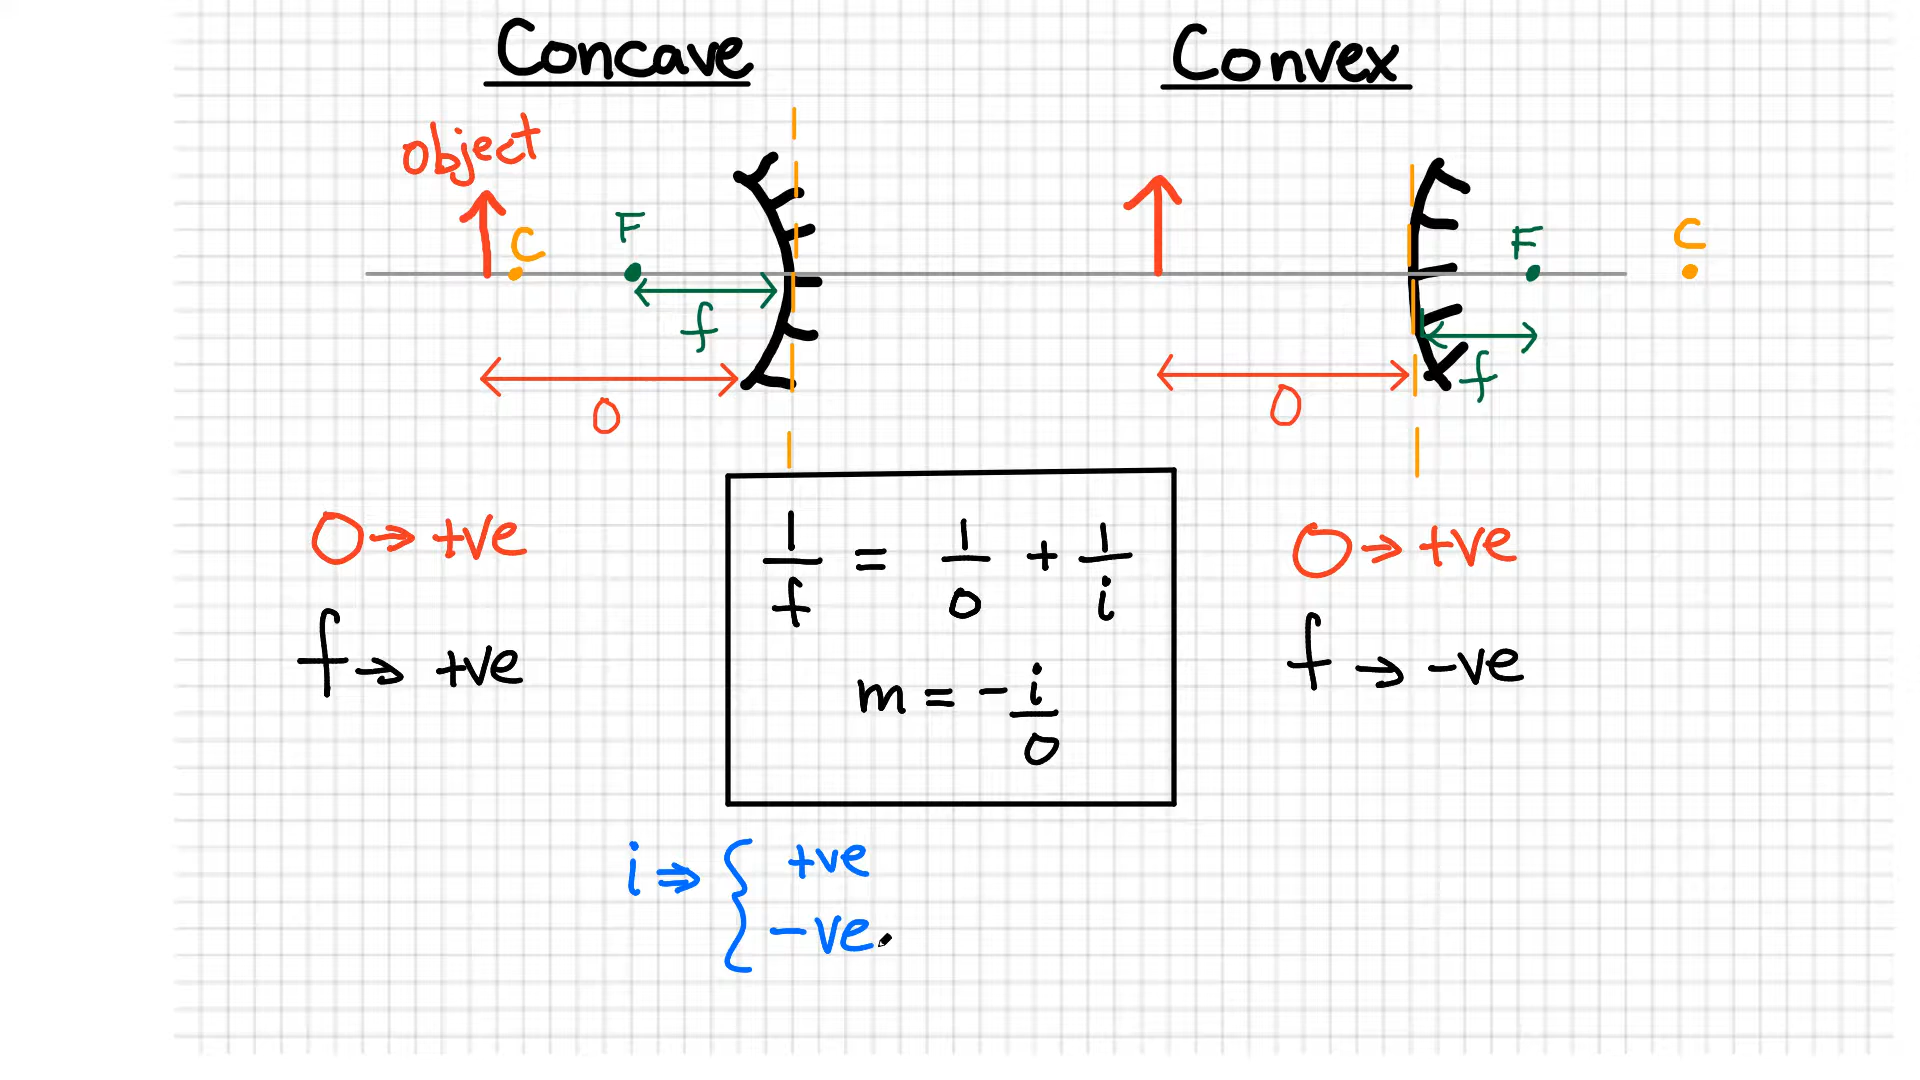 Concave
Convex
object
C
F
f
O
F
C
f
O
O → +ve
f → +ve
1/f = 1/o + 1/i
m = - i/o
O → +ve
f → -ve
i ⇒ { +ve
-ve